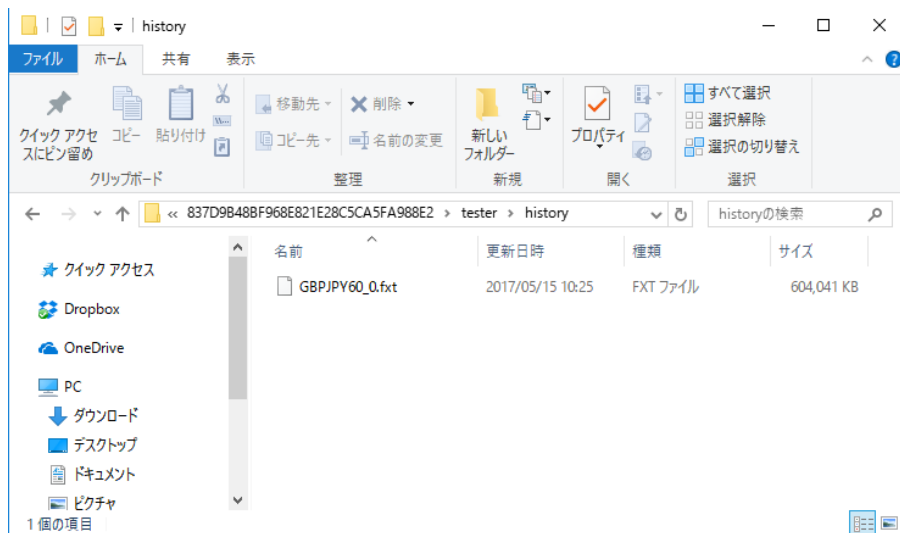 history
ファイル ホーム 共有 表示
クイック アクセスにピン留め コピー 貼り付け
移動先 削除
コピー先 名前の変更
新しいフォルダー
プロパティ
すべて選択
選択解除
選択の切り替え
クリップボード 整理 新規 開く 選択
« 837D9B48BF968E821E28C5CA5FA988E2 › tester › history
historyの検索
名前 更新日時 種類 サイズ
GBPJPY60_0.fxt 2017/05/15 10:25 FXT ファイル 604,041 KB
クイック アクセス
Dropbox
OneDrive
PC
ダウンロード
デスクトップ
ドキュメント
ピクチャ
1 個の項目